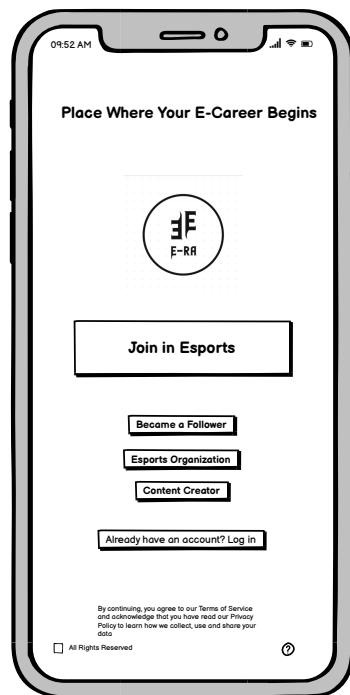 09:52 AM
Place Where Your E-Career Begins
E-RA
Join in Esports
Became a Follower
Esports Organization
Content Creator
Already have an account? Log in
By continuing, you agree to our Terms of Service
and acknowledge that you have read our Privacy
Policy to learn how we collect, use and share your
data
All Rights Reserved
?